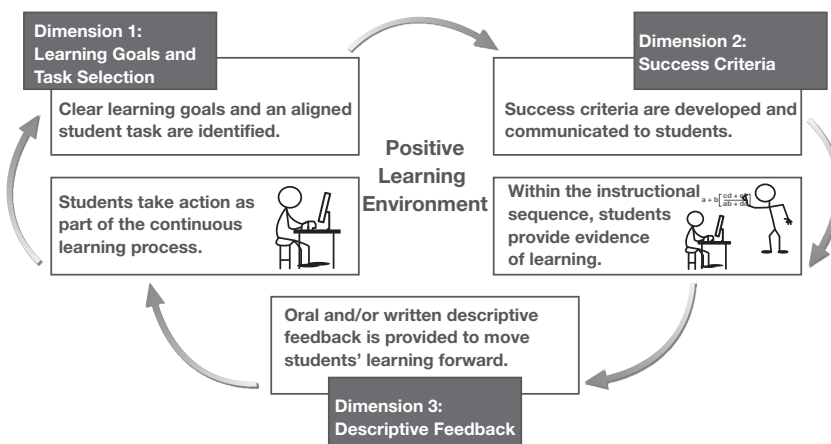 Dimension 1:
Learning Goals and
Task Selection
Clear learning goals and an aligned
student task are identified.
Dimension 2:
Success Criteria
Success criteria are developed and
communicated to students.
Positive
Learning
Environment
Students take action as
part of the continuous
learning process.
Within the instructional
sequence, students
provide evidence
of learning.
Oral and/or written descriptive
feedback is provided to move
students’ learning forward.
Dimension 3:
Descriptive Feedback